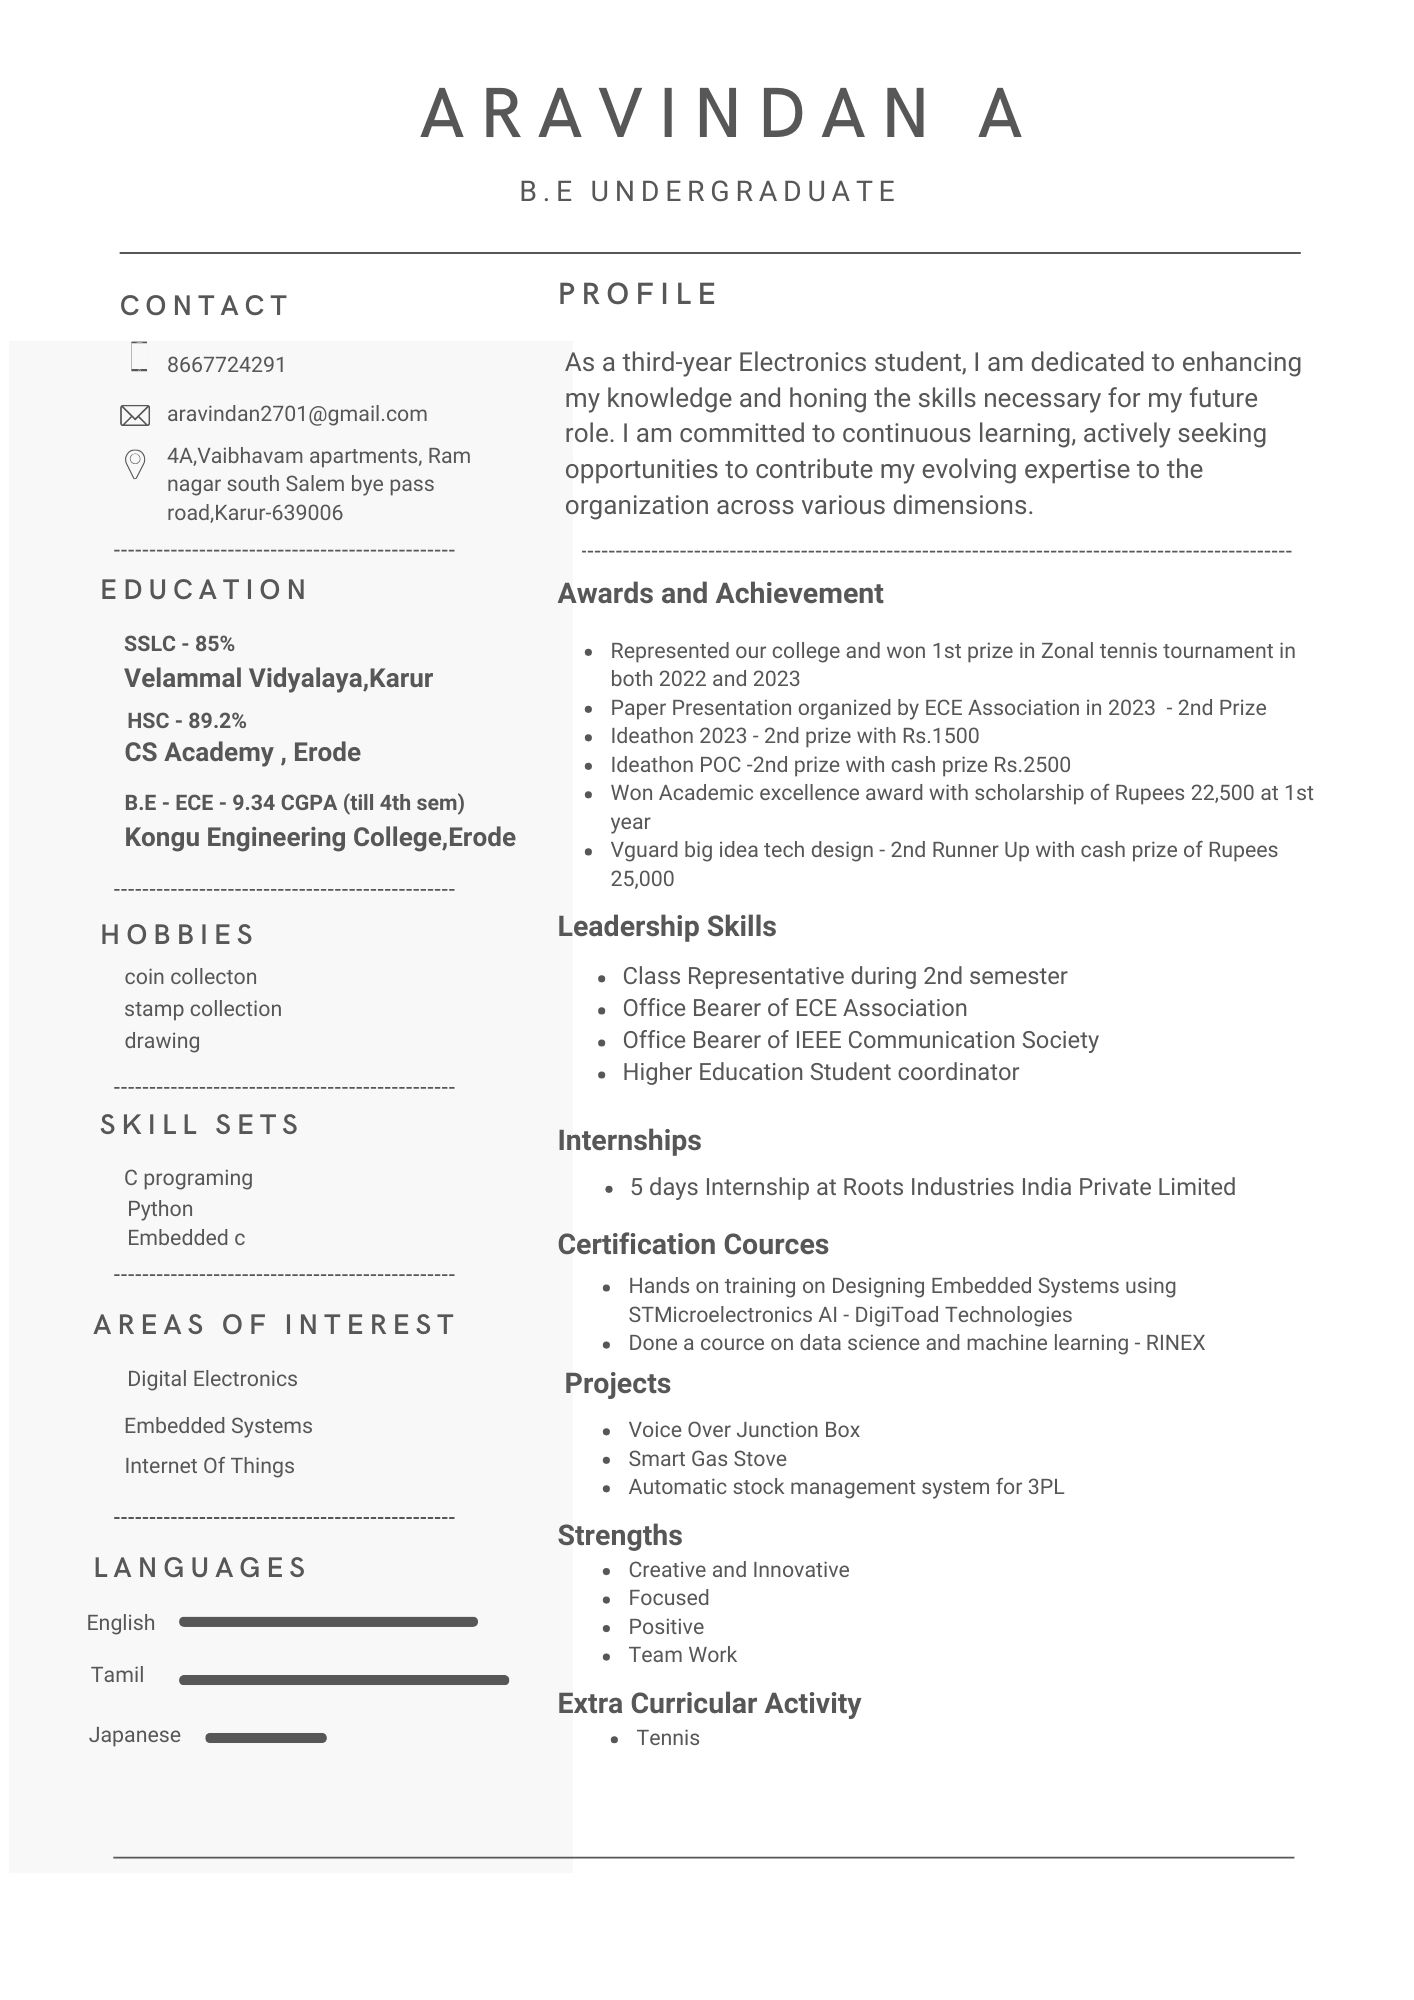 ARAVINDAN A
B.E UNDERGRADUATE
CONTACT
8667724291
aravindan2701@gmail.com
4A,Vaibhavam apartments, Ram
nagar south Salem bye pass
road,Karur-639006
----------------------------------------------
EDUCATION
SSLC - 85%
Velammal Vidyalaya,Karur
HSC - 89.2%
CS Academy , Erode
B.E - ECE - 9.34 CGPA (till 4th sem)
Kongu Engineering College,Erode
----------------------------------------------
HOBBIES
coin collecton
stamp collection
drawing
----------------------------------------------
SKILL SETS
C programing
Python
Embedded c
----------------------------------------------
AREAS OF INTEREST
Digital Electronics
Embedded Systems
Internet Of Things
----------------------------------------------
LANGUAGES
English
Tamil
Japanese
PROFILE
As a third-year Electronics student, I am dedicated to enhancing
my knowledge and honing the skills necessary for my future
role. I am committed to continuous learning, actively seeking
opportunities to contribute my evolving expertise to the
organization across various dimensions.
----------------------------------------------
Awards and Achievement
• Represented our college and won 1st prize in Zonal tennis tournament in
both 2022 and 2023
• Paper Presentation organized by ECE Association in 2023  - 2nd Prize
• Ideathon 2023 - 2nd prize with Rs.1500
• Ideathon POC -2nd prize with cash prize Rs.2500
• Won Academic excellence award with scholarship of Rupees 22,500 at 1st
year
• Vguard big idea tech design - 2nd Runner Up with cash prize of Rupees
25,000
Leadership Skills
• Class Representative during 2nd semester
• Office Bearer of ECE Association
• Office Bearer of IEEE Communication Society
• Higher Education Student coordinator
Internships
• 5 days Internship at Roots Industries India Private Limited
Certification Cources
• Hands on training on Designing Embedded Systems using
STMicroelectronics AI - DigiToad Technologies
• Done a cource on data science and machine learning - RINEX
Projects
• Voice Over Junction Box
• Smart Gas Stove
• Automatic stock management system for 3PL
Strengths
• Creative and Innovative
• Focused
• Positive
• Team Work
Extra Curricular Activity
• Tennis